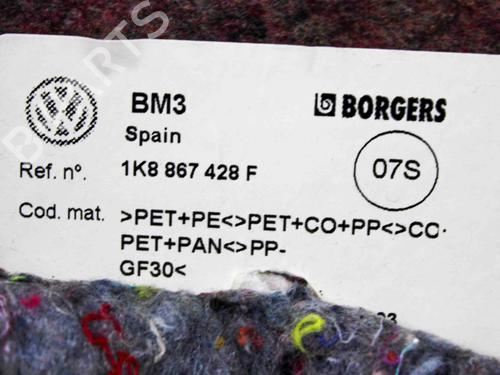 BM3
BORGERS
Spain
Ref. nº. 1K8 867 428 F
07S
Cod. mat. >PET+PE<>PET+CO+PP<>CO
PET+PAN<>PP-
GF30<